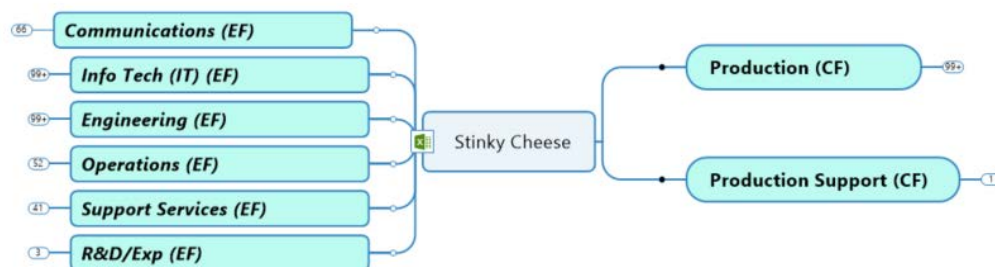 66 Communications (EF)
99+ Info Tech (IT) (EF)
99+ Engineering (EF)
52 Operations (EF)
41 Support Services (EF)
3 R&D/Exp (EF)
Stinky Cheese
Production (CF) 99+
Production Support (CF)